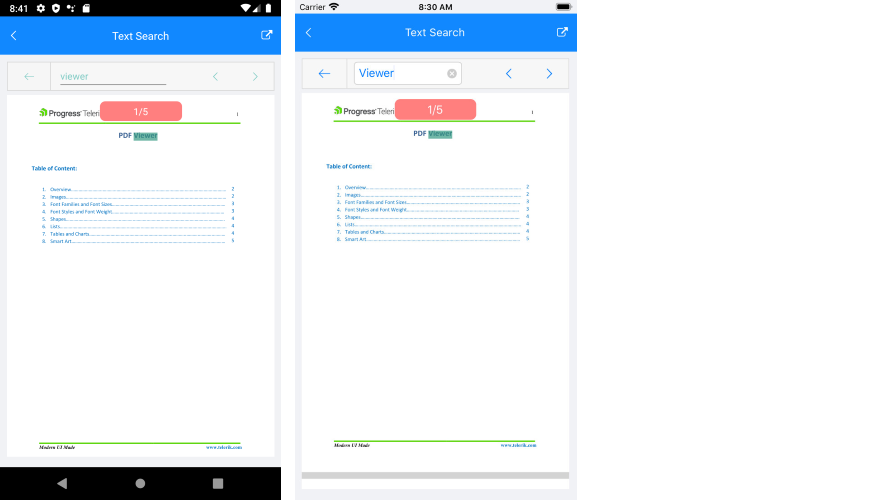 8:41
Text Search
viewer
Progress Teleri
1/5
1
PDF Viewer
Table of Content:
1. Overview 2
2. Images 2
3. Font Families and Font Sizes 3
4. Font Styles and Font Weight 3
5. Shapes 4
6. Lists 4
7. Tables and Charts 4
8. Smart Art 5
Modern UI Made
www.telerik.com
Carrier 8:30 AM
Text Search
Viewer
Progress Teleri
1/5
1
PDF Viewer
Table of Content:
1. Overview 2
2. Images 2
3. Font Families and Font Sizes 3
4. Font Styles and Font Weight 3
5. Shapes 4
6. Lists 4
7. Tables and Charts 4
8. Smart Art 5
Modern UI Made
www.telerik.com